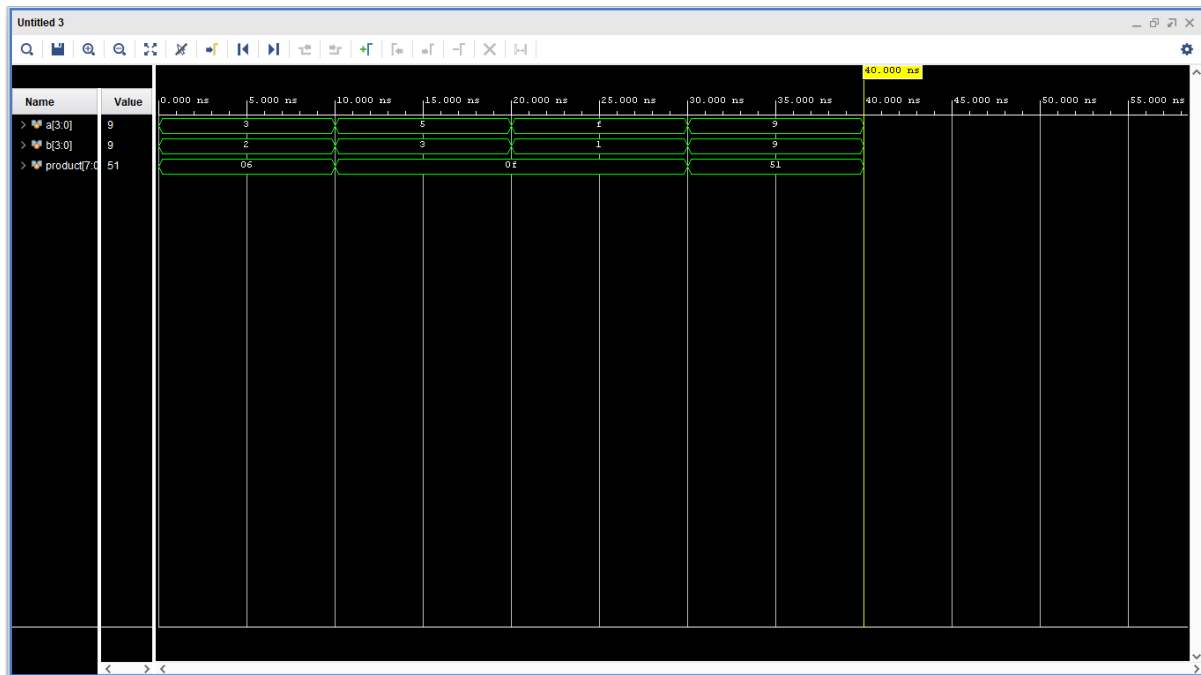 Untitled 3
40.000 ns
Name Value 0.000 ns 5.000 ns 10.000 ns 15.000 ns 20.000 ns 25.000 ns 30.000 ns 35.000 ns 40.000 ns 45.000 ns 50.000 ns 55.000 ns
a[3:0] 9 3 5 f 9
b[3:0] 9 2 3 1 9
product[7:0 51 06 0f 51